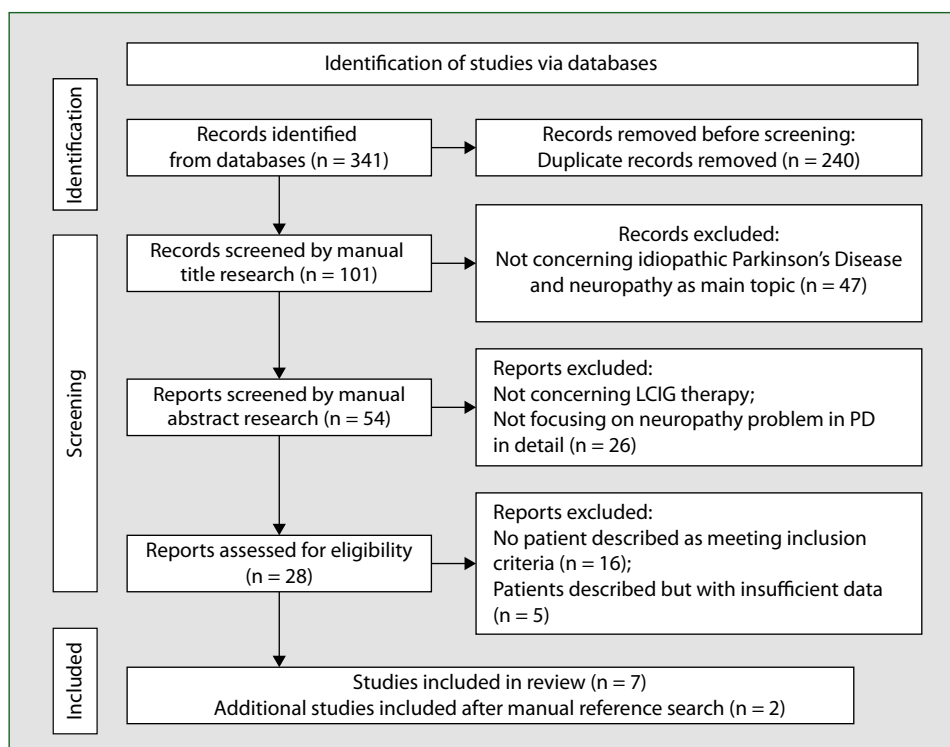 Identification of studies via databases
Identification
Records identified
from databases (n = 341)
Records removed before screening:
Duplicate records removed (n = 240)
Screening
Records screened by manual
title research (n = 101)
Records excluded:
Not concerning idiopathic Parkinson's Disease
and neuropathy as main topic (n = 47)
Reports screened by manual
abstract research (n = 54)
Reports excluded:
Not concerning LCIG therapy;
Not focusing on neuropathy problem in PD
in detail (n = 26)
Reports assessed for eligibility
(n = 28)
Reports excluded:
No patient described as meeting inclusion
criteria (n = 16);
Patients described but with insufficient data
(n = 5)
Included
Studies included in review (n = 7)
Additional studies included after manual reference search (n = 2)